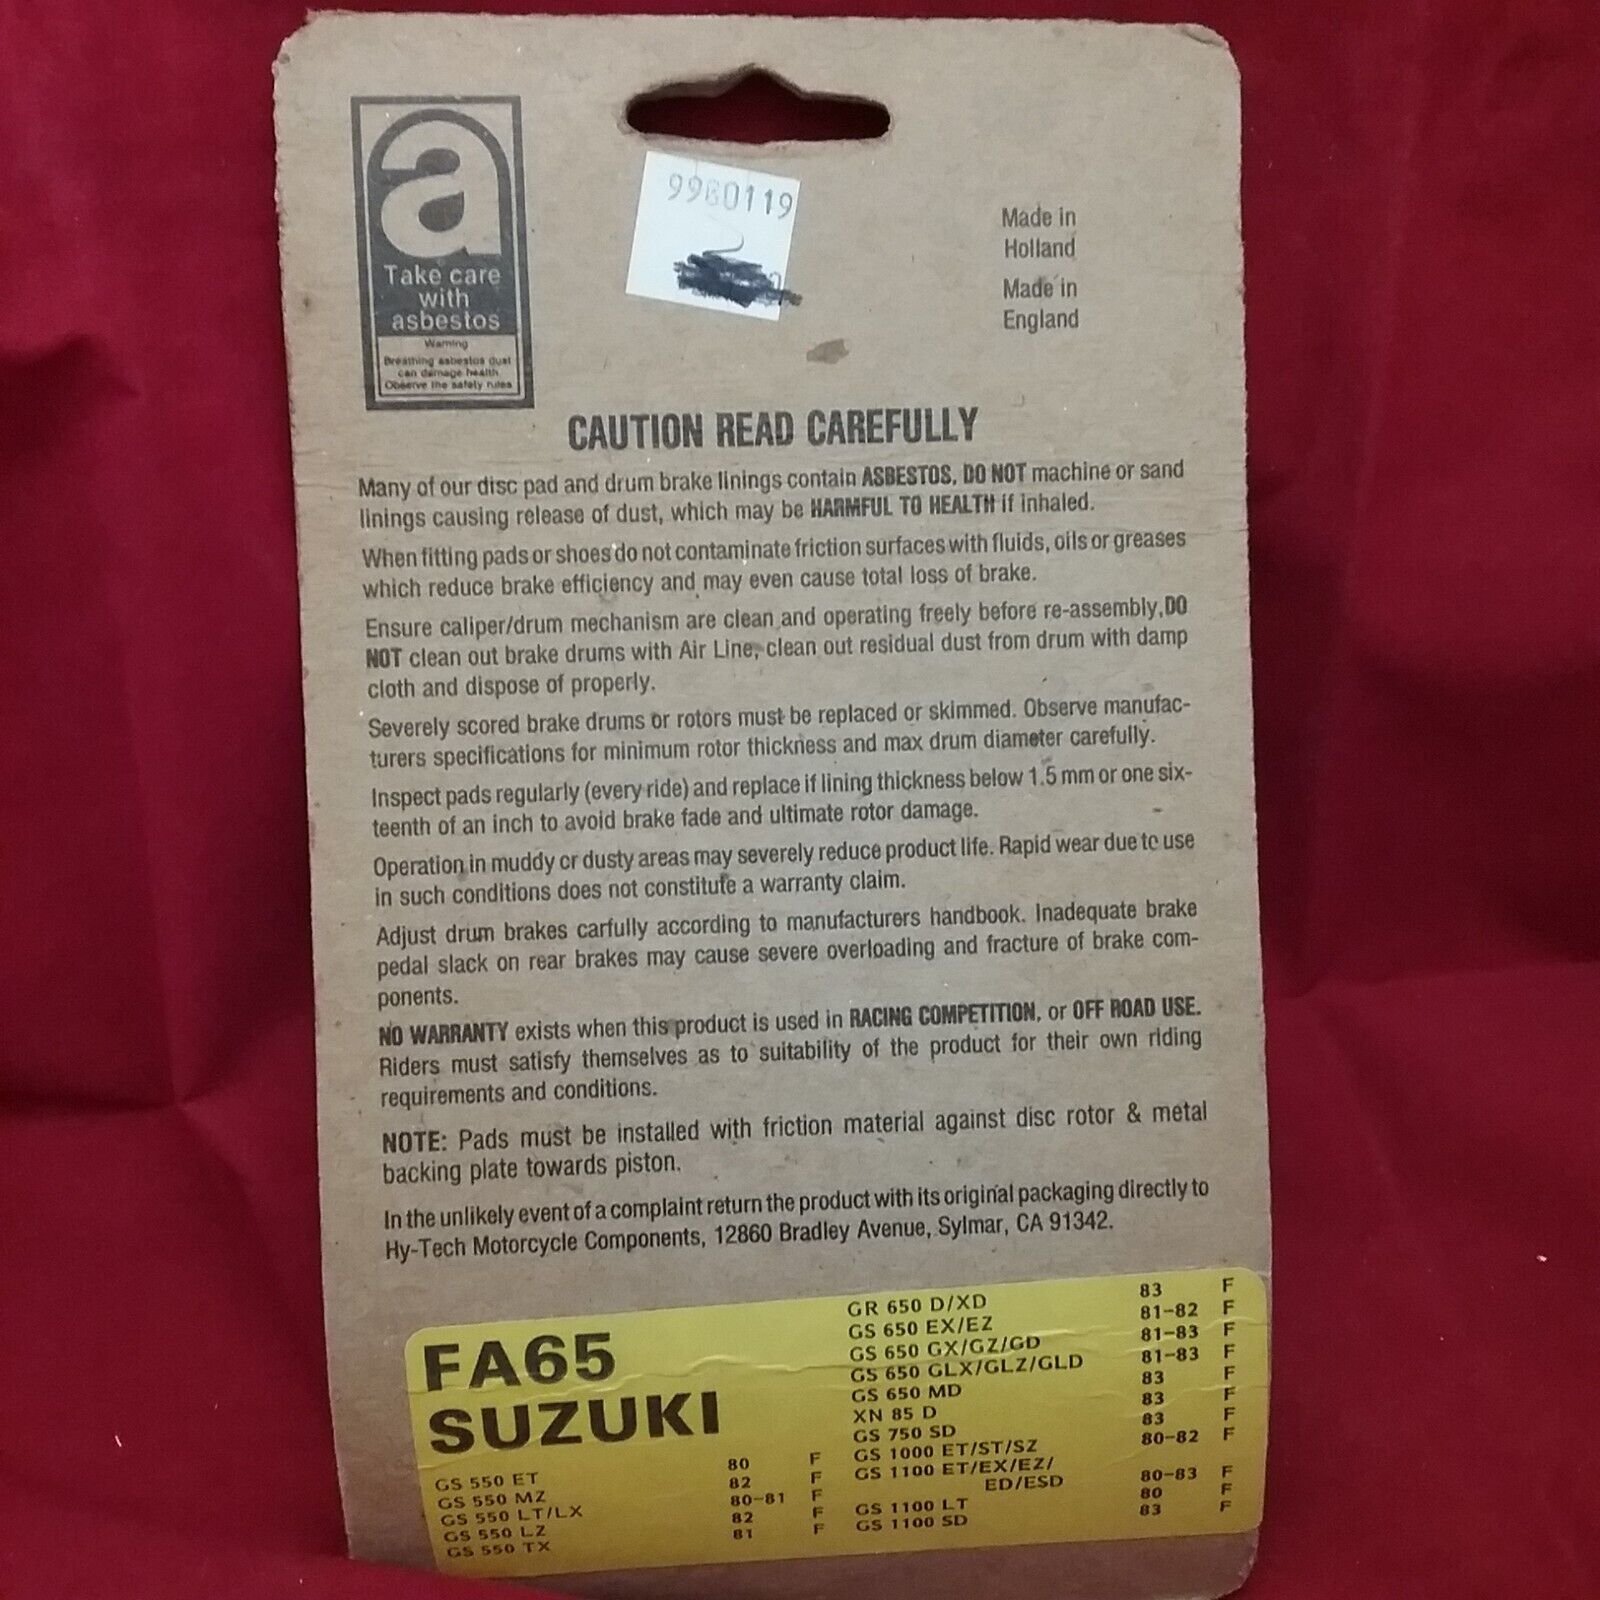 a
Take care
with
asbestos
Warning
Breathing asbestos dust
can damage health
Observe the safety rules
9960119
Made in
Holland
Made in
England
CAUTION READ CAREFULLY
Many of our disc pad and drum brake linings contain ASBESTOS, DO NOT machine or sand
linings causing release of dust, which may be HARMFUL TO HEALTH if inhaled.
When fitting pads or shoes do not contaminate friction surfaces with fluids, oils or greases
which reduce brake efficiency and may even cause total loss of brake.
Ensure caliper/drum mechanism are clean and operating freely before re-assembly, DO
NOT clean out brake drums with Air Line, clean out residual dust from drum with damp
cloth and dispose of properly.
Severely scored brake drums or rotors must be replaced or skimmed. Observe manufac-
turers specifications for minimum rotor thickness and max drum diameter carefully.
Inspect pads regularly (every ride) and replace if lining thickness below 1.5 mm or one six-
teenth of an inch to avoid brake fade and ultimate rotor damage.
Operation in muddy or dusty areas may severely reduce product life. Rapid wear due to use
in such conditions does not constitute a warranty claim.
Adjust drum brakes carfully according to manufacturers handbook. Inadequate brake
pedal slack on rear brakes may cause severe overloading and fracture of brake com-
ponents.
NO WARRANTY exists when this product is used in RACING COMPETITION, or OFF ROAD USE.
Riders must satisfy themselves as to suitability of the product for their own riding
requirements and conditions.
NOTE: Pads must be installed with friction material against disc rotor & metal
backing plate towards piston.
In the unlikely event of a complaint return the product with its original packaging directly to
Hy-Tech Motorcycle Components, 12860 Bradley Avenue, Sylmar, CA 91342.
FA65
SUZUKI
GS 550 ET 80 F
GS 550 MZ 82 F
GS 550 LT/LX 80-81 F
GS 550 LZ 82 F
GS 550 TX 81 F
GR 650 D/XD 83 F
GS 650 EX/EZ 81-82 F
GS 650 GX/GZ/GD 81-83 F
GS 650 GLX/GLZ/GLD 81-83 F
GS 650 MD 83 F
XN 85 D 83 F
GS 750 SD 83 F
GS 1000 ET/ST/SZ 80-82 F
GS 1100 ET/EX/EZ/
ED/ESD 80-83 F
GS 1100 LT 80 F
GS 1100 SD 83 F